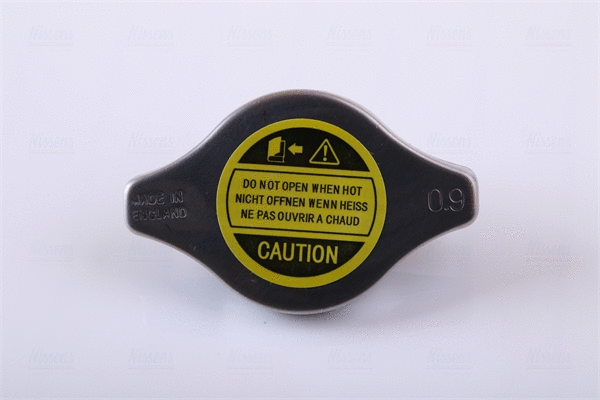 DO NOT OPEN WHEN HOT
NICHT OFFNEN WENN HEISS
NE PAS OUVRIR A CHAUD
CAUTION
MADE IN
ENGLAND
0.9
Nissens